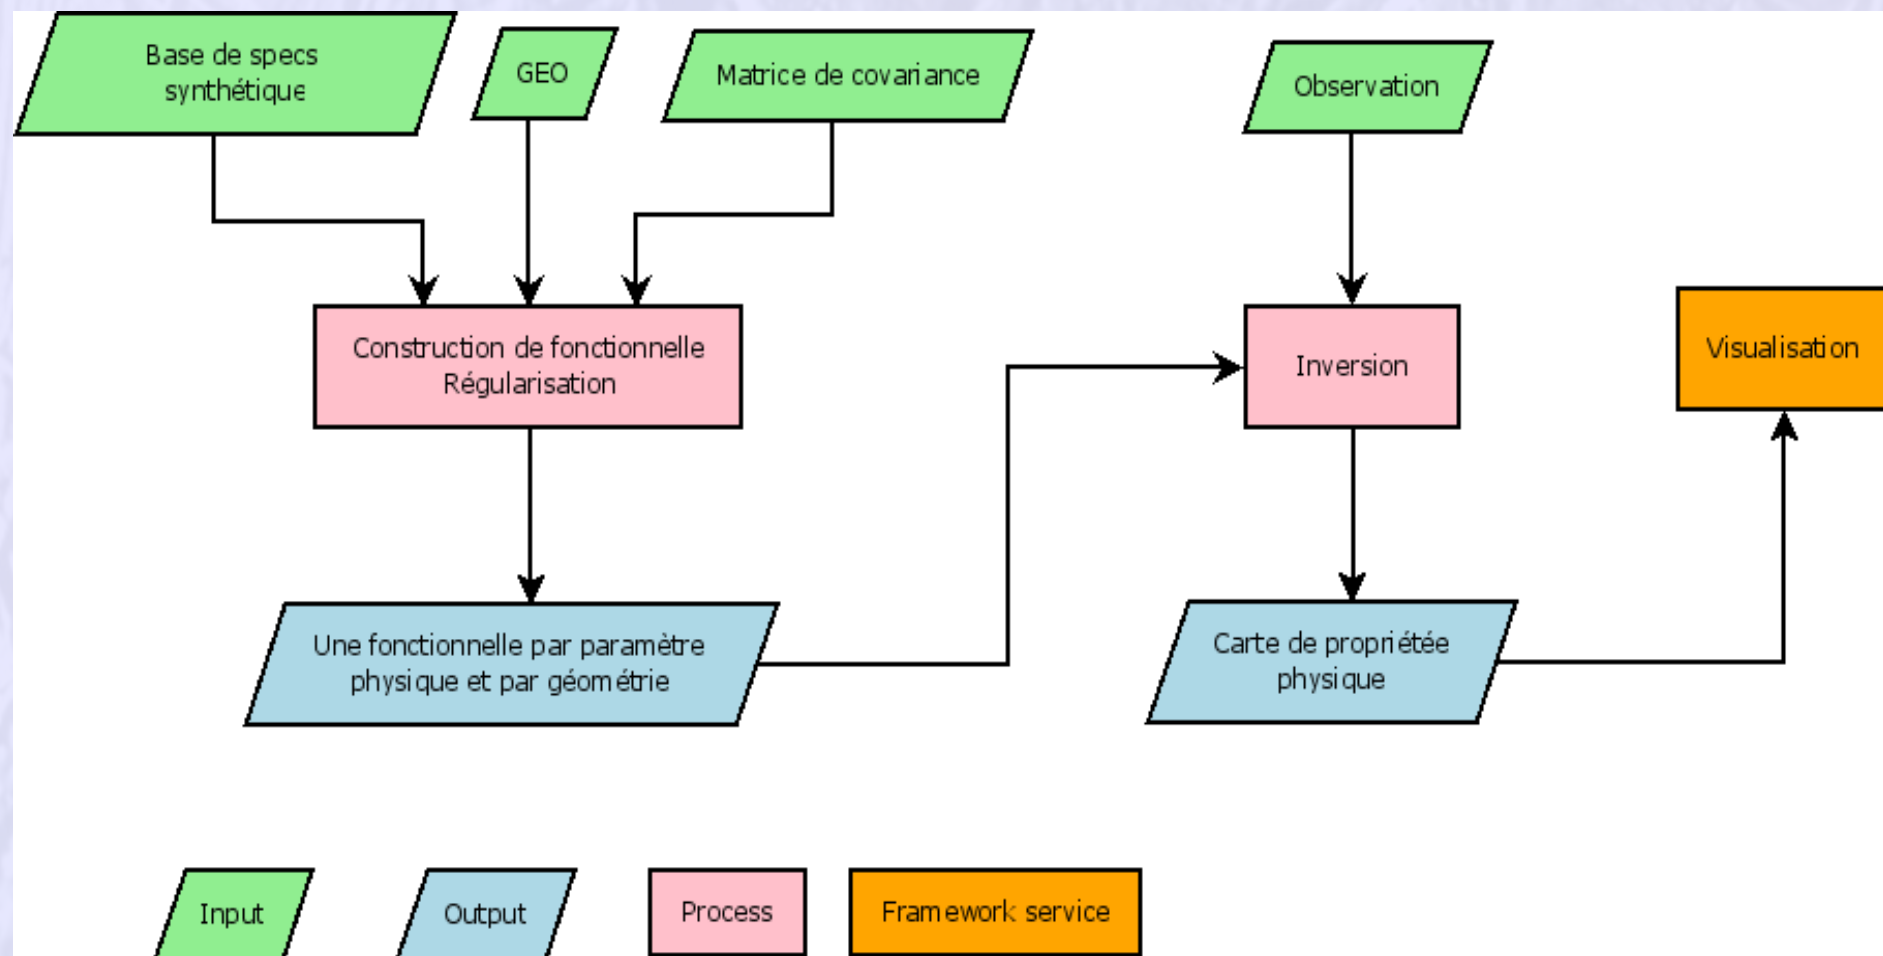 Base de specs
synthétique
GEO
Matrice de covariance
Observation
Construction de fonctionnelle
Régularisation
Inversion
Visualisation
Une fonctionnelle par paramètre
physique et par géométrie
Carte de propriétée
physique
Input
Output
Process
Framework service